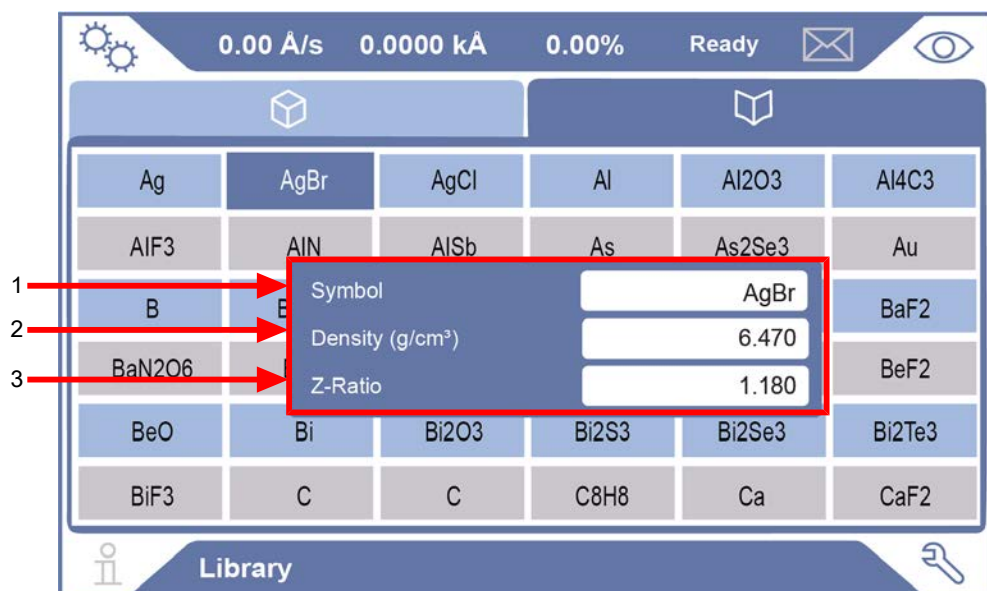 0.00 Å/s 0.0000 kÅ 0.00% Ready
Ag AgBr AgCl Al Al2O3 Al4C3
AlF3 AlN AlSb As As2Se3 Au
1
Symbol AgBr
B BaF2
2
Density (g/cm³) 6.470
BaN2O6 BeF2
3
Z-Ratio 1.180
BeO Bi Bi2O3 Bi2S3 Bi2Se3 Bi2Te3
BiF3 C C C8H8 Ca CaF2
Library